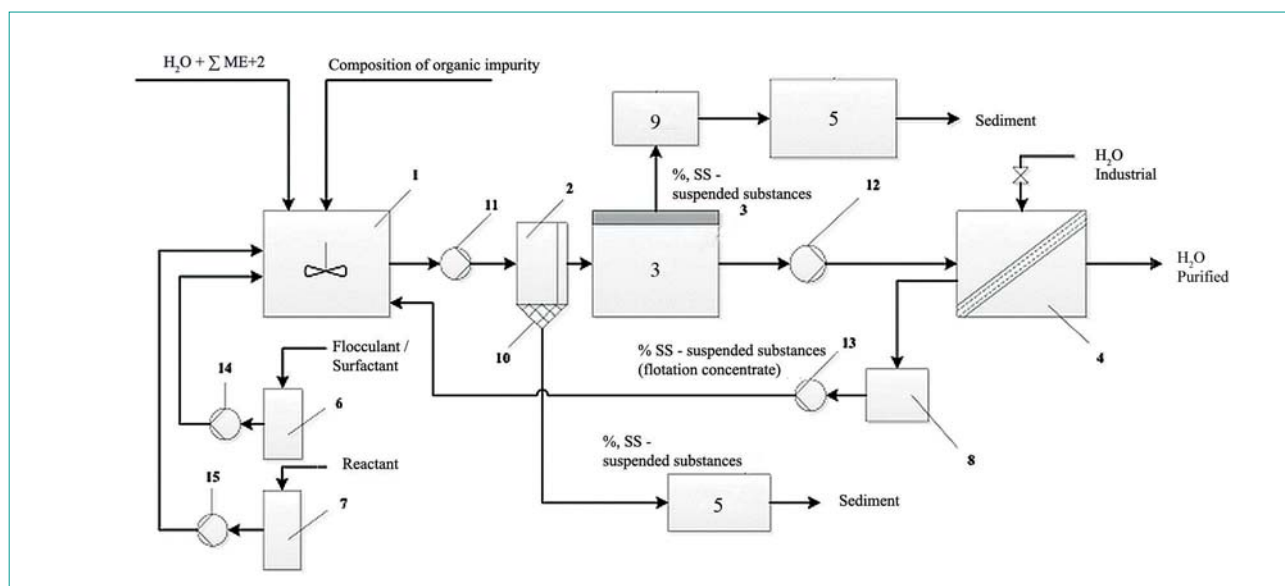 H₂O + ∑ ME+2
Composition of organic impurity
9
5
Sediment
H₂O
Industrial
%, SS -
suspended substances
1
11
2
3
12
3
H₂O
Purified
10
4
Flocculant /
Surfactant
14
6
% SS - suspended substances
(flotation concentrate)
13
8
Reactant
15
7
%, SS -
suspended substances
5
Sediment